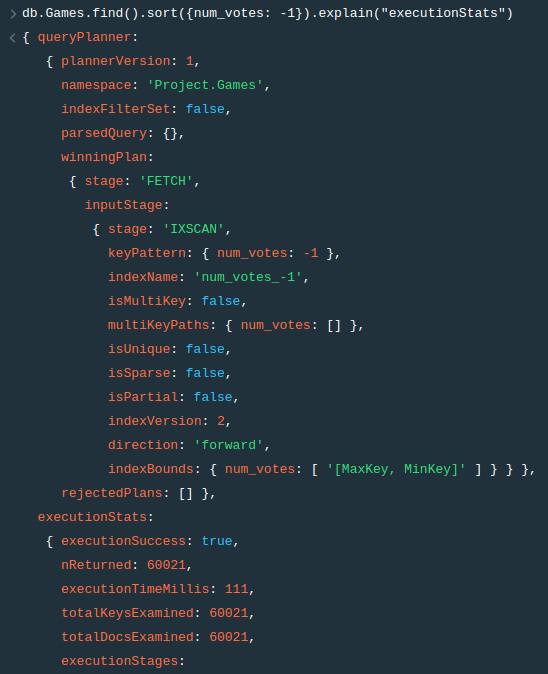 > db.Games.find().sort({num_votes: -1}).explain("executionStats")
< { queryPlanner:
{ plannerVersion: 1,
namespace: 'Project.Games',
indexFilterSet: false,
parsedQuery: {},
winningPlan:
{ stage: 'FETCH',
inputStage:
{ stage: 'IXSCAN',
keyPattern: { num_votes: -1 },
indexName: 'num_votes_-1',
isMultiKey: false,
multiKeyPaths: { num_votes: [] },
isUnique: false,
isSparse: false,
isPartial: false,
indexVersion: 2,
direction: 'forward',
indexBounds: { num_votes: [ '[MaxKey, MinKey]' ] } } },
rejectedPlans: [] },
executionStats:
{ executionSuccess: true,
nReturned: 60021,
executionTimeMillis: 111,
totalKeysExamined: 60021,
totalDocsExamined: 60021,
executionStages: